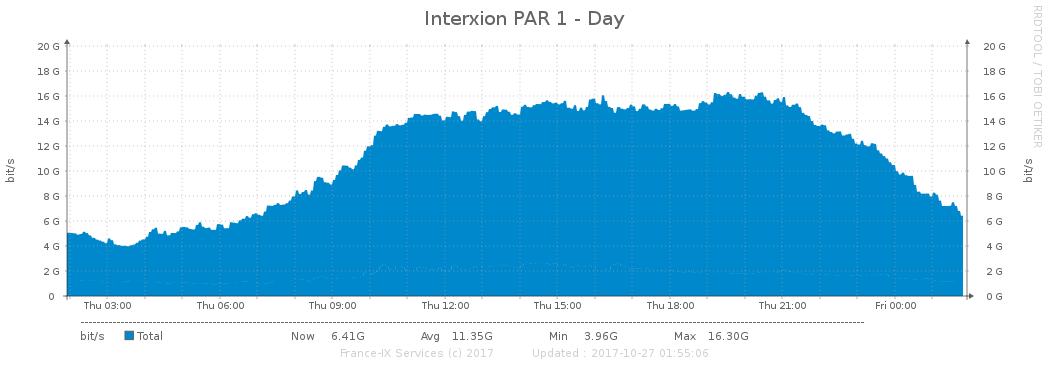 Interxion PAR 1 - Day
RRDTOOL / TOBI OETIKER
20 G 20 G
18 G 18 G
16 G 16 G
14 G 14 G
12 G 12 G
10 G 10 G
8 G 8 G
6 G 6 G
4 G 4 G
2 G 2 G
0 0 G
bit/s
bit/s
Thu 03:00 Thu 06:00 Thu 09:00 Thu 12:00 Thu 15:00 Thu 18:00 Thu 21:00 Fri 00:00
bit/s Total Now 6.41G Avg 11.35G Min 3.96G Max 16.30G
France-IX Services (c) 2017 Updated : 2017-10-27 01:55:06